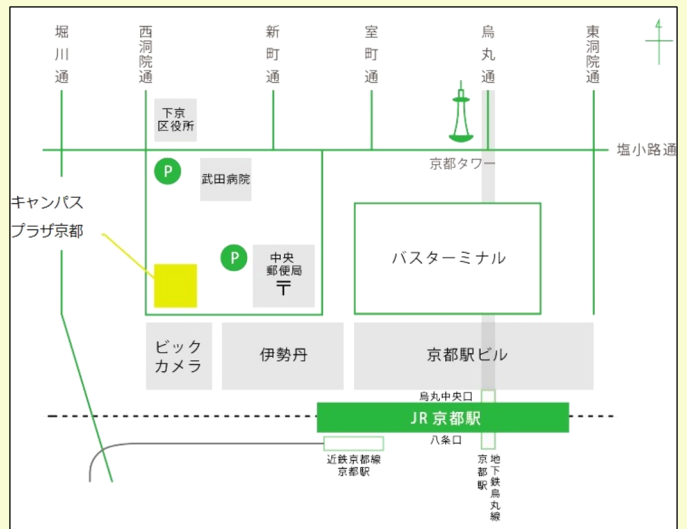 堀川通
西洞院通
新町通
室町通
烏丸通
東洞院通
4
下京
区役所
塩小路通
京都タワー
P
武田病院
キャンパス
プラザ京都
P
中央
郵便局
〒
バスターミナル
ビック
カメラ
伊勢丹
京都駅ビル
烏丸中央口
JR 京都駅
八条口
近鉄京都線
京都駅
地下鉄烏丸線
京都駅